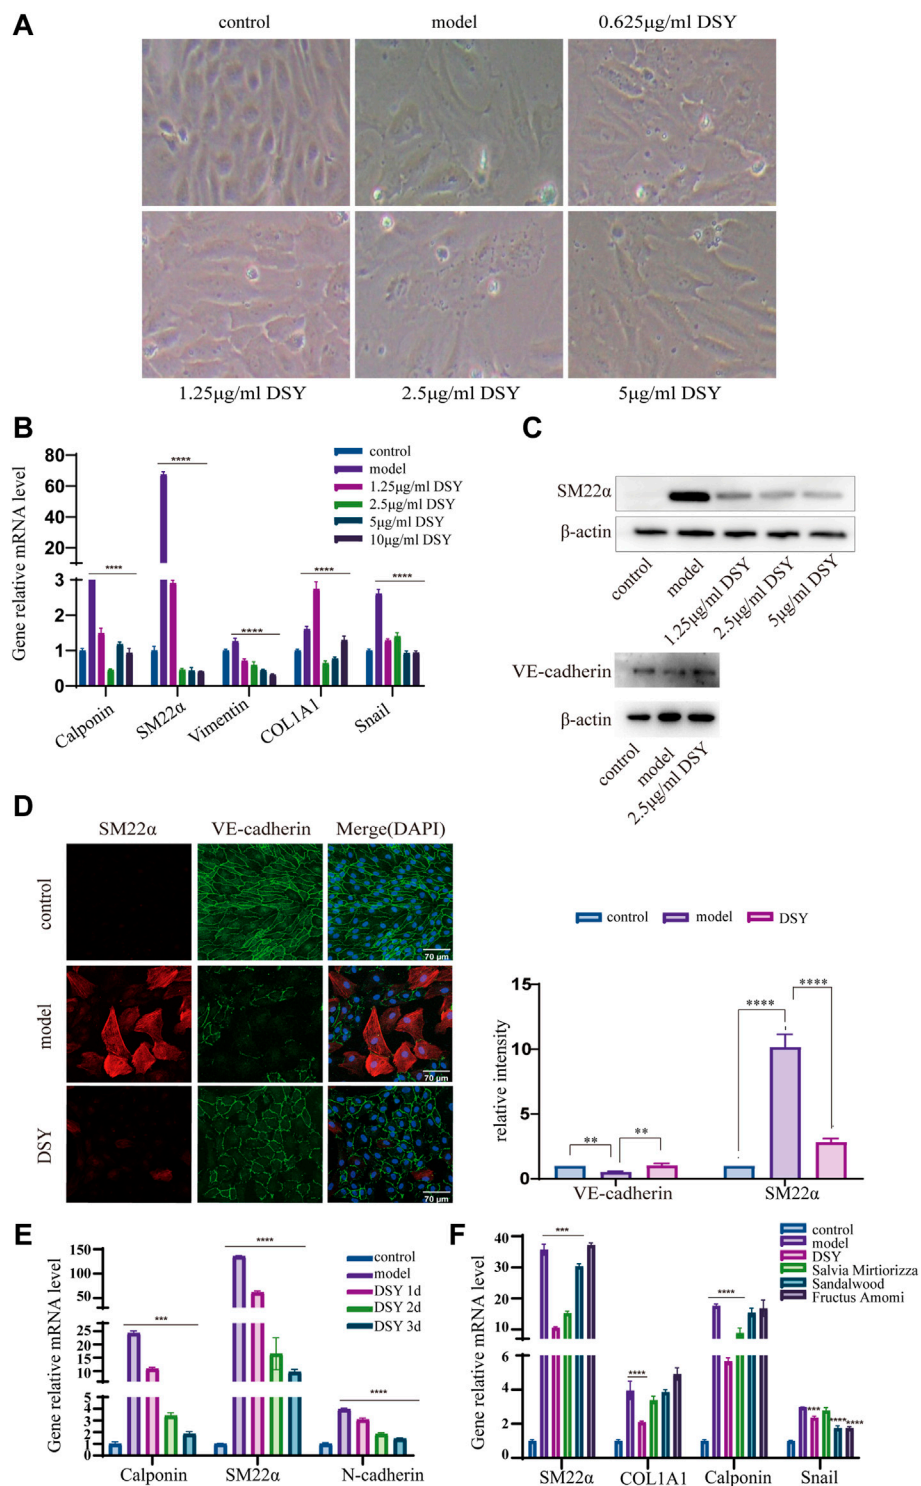 A
control model 0.625µg/ml DSY
1.25µg/ml DSY 2.5µg/ml DSY 5µg/ml DSY
B
Gene relative mRNA level
80
60
40
20
3
2
1
0
****
****
****
****
****
control
model
1.25µg/ml DSY
2.5µg/ml DSY
5µg/ml DSY
10µg/ml DSY
Calponin SM22α Vimentin COL1A1 Snail
C
SM22α
β-actin
control model 1.25µg/ml DSY 2.5µg/ml DSY 5µg/ml DSY
VE-cadherin
β-actin
control model 2.5µg/ml DSY
D
SM22α VE-cadherin Merge(DAPI)
control
70 µm
model
70 µm
DSY
70 µm
control model DSY
relative intensity
15
10
5
0
**
**
****
****
VE-cadherin SM22α
E
Gene relative mRNA level
150
100
50
25
20
15
10
5
4
3
2
1
0
***
****
****
control
model
DSY 1d
DSY 2d
DSY 3d
Calponin SM22α N-cadherin
F
Gene relative mRNA level
40
30
20
10
6
4
2
0
***
****
****
***
****
****
control
model
DSY
Salvia Mirtiorizza
Sandalwood
Fructus Amomi
SM22α COL1A1 Calponin Snail